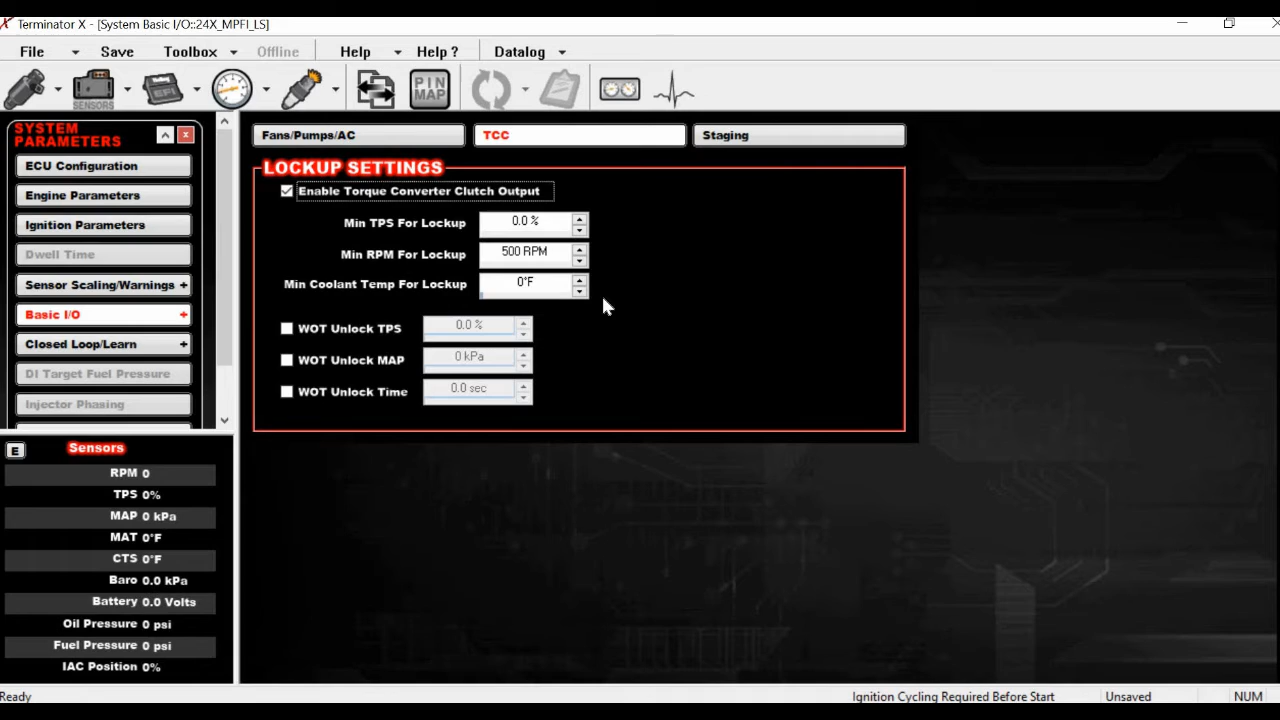 Terminator X - [System Basic I/O::24X_MPFI_LS]
File Save Toolbox Offline Help Help ? Datalog
SENSORS EFI PIN MAP
SYSTEM PARAMETERS
ECU Configuration
Engine Parameters
Ignition Parameters
Dwell Time
Sensor Scaling/Warnings +
Basic I/O +
Closed Loop/Learn +
DI Target Fuel Pressure
Injector Phasing
Fans/Pumps/AC TCC Staging
LOCKUP SETTINGS
Enable Torque Converter Clutch Output
Min TPS For Lockup 0.0 %
Min RPM For Lockup 500 RPM
Min Coolant Temp For Lockup 0°F
WOT Unlock TPS 0.0 %
WOT Unlock MAP 0 kPa
WOT Unlock Time 0.0 sec
E Sensors
RPM 0
TPS 0%
MAP 0 kPa
MAT 0°F
CTS 0°F
Baro 0.0 kPa
Battery 0.0 Volts
Oil Pressure 0 psi
Fuel Pressure 0 psi
IAC Position 0%
Ready Ignition Cycling Required Before Start Unsaved NUM